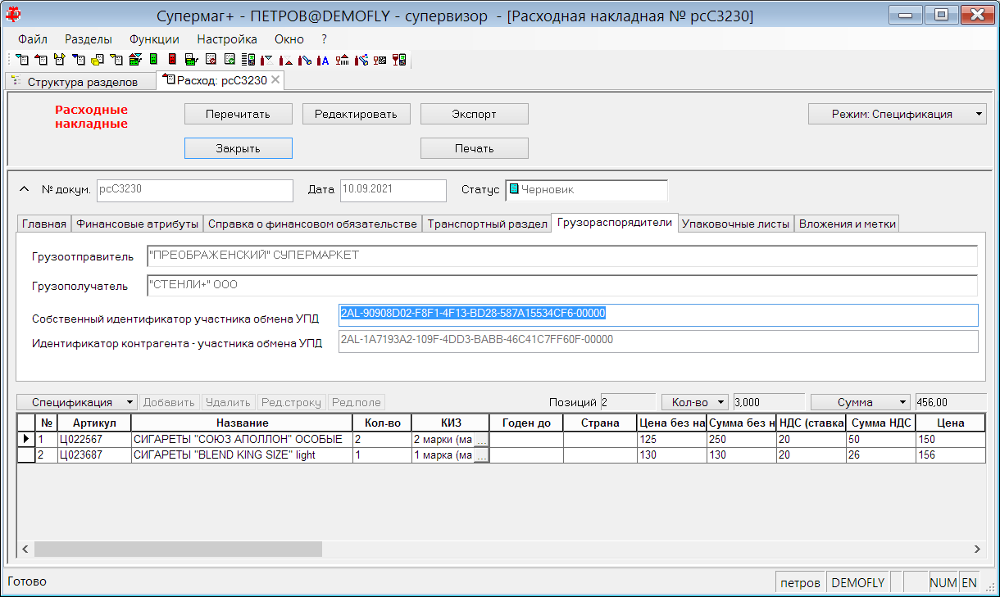 Супермаг+ - ПЕТРОВ@DEMOFLY - супервизор - [Расходная накладная № рсС3230]
Файл Разделы Функции Настройка Окно ?
Структура разделов Расход: рсС3230
Расходные накладные
Перечитать Редактировать Экспорт Режим: Спецификация
Закрыть Печать
№ докум. рсС3230 Дата 10.09.2021 Статус Черновик
Главная Финансовые атрибуты Справка о финансовом обязательстве Транспортный раздел Грузораспорядители Упаковочные листы Вложения и метки
Грузоотправитель "ПРЕОБРАЖЕНСКИЙ" СУПЕРМАРКЕТ
Грузополучатель "СТЕНЛИ+" ООО
Собственный идентификатор участника обмена УПД 2AL-90908D02-F8F1-4F13-BD28-587A15534CF6-00000
Идентификатор контрагента - участника обмена УПД 2AL-1A7193A2-109F-4DD3-BABB-46C41C7FF60F-00000
Спецификация Добавить Удалить Ред.строку Ред.поле Позиций 2 Кол-во 3,000 Сумма 456,00
№ Артикул Название Кол-во КИЗ Годен до Страна Цена без на Сумма без н НДС (ставка Сумма НДС Цена
1 Ц022567 СИГАРЕТЫ "СОЮЗ АПОЛЛОН" ОСОБЫЕ 2 2 марки (ма ... 125 250 20 50 150
2 Ц023687 СИГАРЕТЫ "BLEND KING SIZE" light 1 1 марка (ма ... 130 130 20 26 156
Готово петров DEMOFLY NUM EN